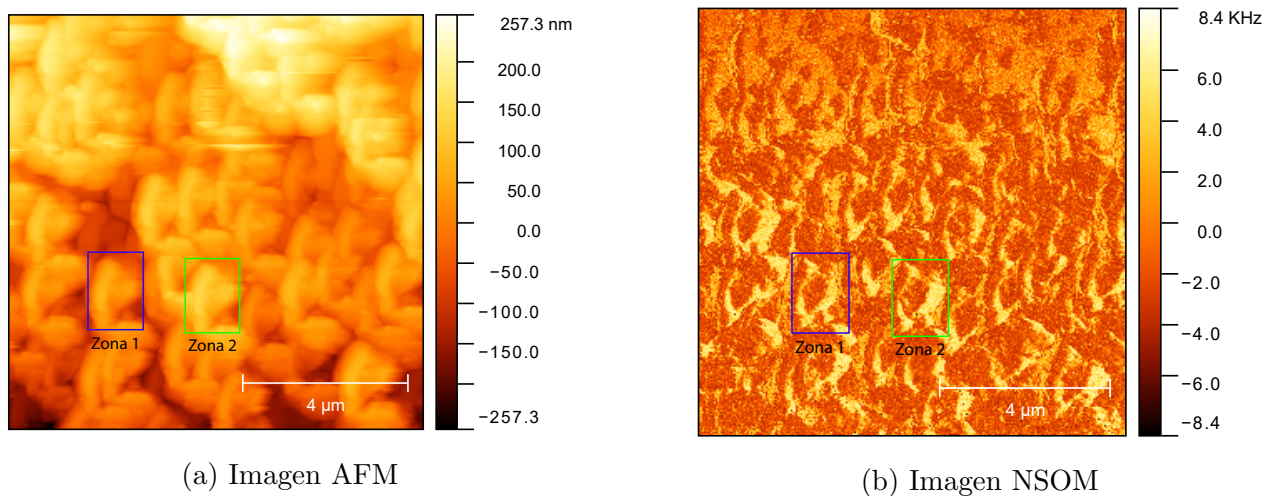 257.3 nm
200.0
150.0
100.0
50.0
0.0
−50.0
−100.0
−150.0
−257.3
Zona 1
Zona 2
4 µm
(a) Imagen AFM
8.4 KHz
6.0
4.0
2.0
0.0
−2.0
−4.0
−6.0
−8.4
Zona 1
Zona 2
4 µm
(b) Imagen NSOM